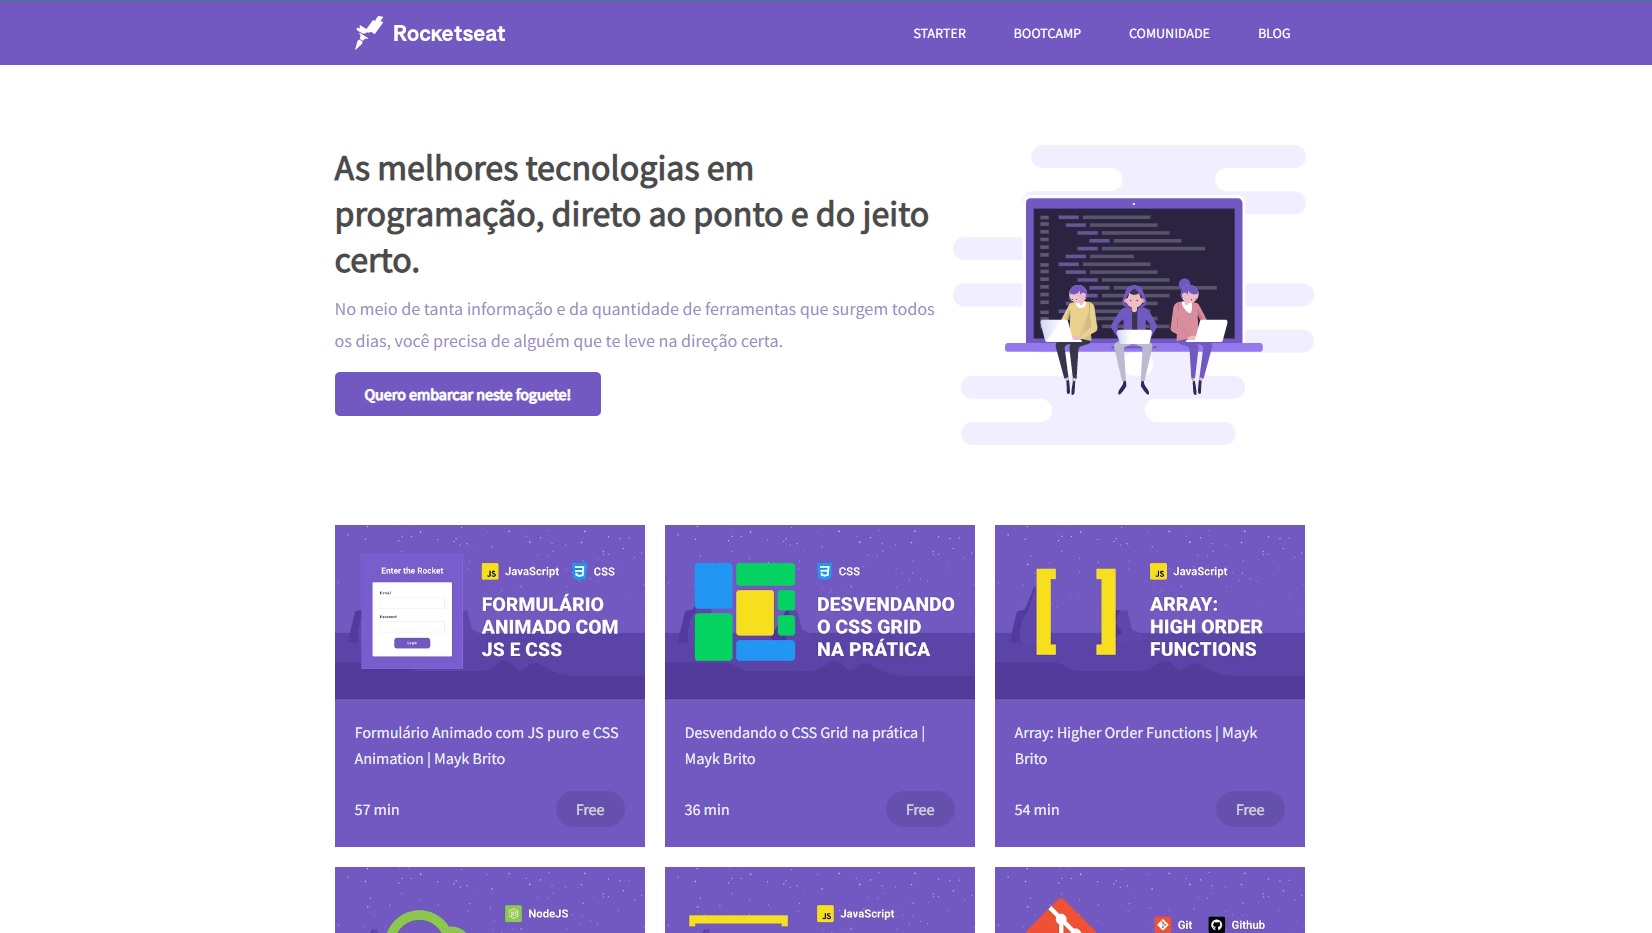 Rocketseat
STARTER
BOOTCAMP
COMUNIDADE
BLOG
As melhores tecnologias em
programação, direto ao ponto e do jeito
certo.
No meio de tanta informação e da quantidade de ferramentas que surgem todos
os dias, você precisa de alguém que te leve na direção certa.
Quero embarcar neste foguete!
Enter the Rocket
Email
Password
Login
JS JavaScript
CSS
FORMULÁRIO
ANIMADO COM
JS E CSS
Formulário Animado com JS puro e CSS
Animation | Mayk Brito
57 min
Free
CSS
DESVENDANDO
O CSS GRID
NA PRÁTICA
Desvendando o CSS Grid na prática |
Mayk Brito
36 min
Free
JS JavaScript
ARRAY:
HIGH ORDER
FUNCTIONS
Array: Higher Order Functions | Mayk
Brito
54 min
Free
NodeJS
JS JavaScript
Git
Github